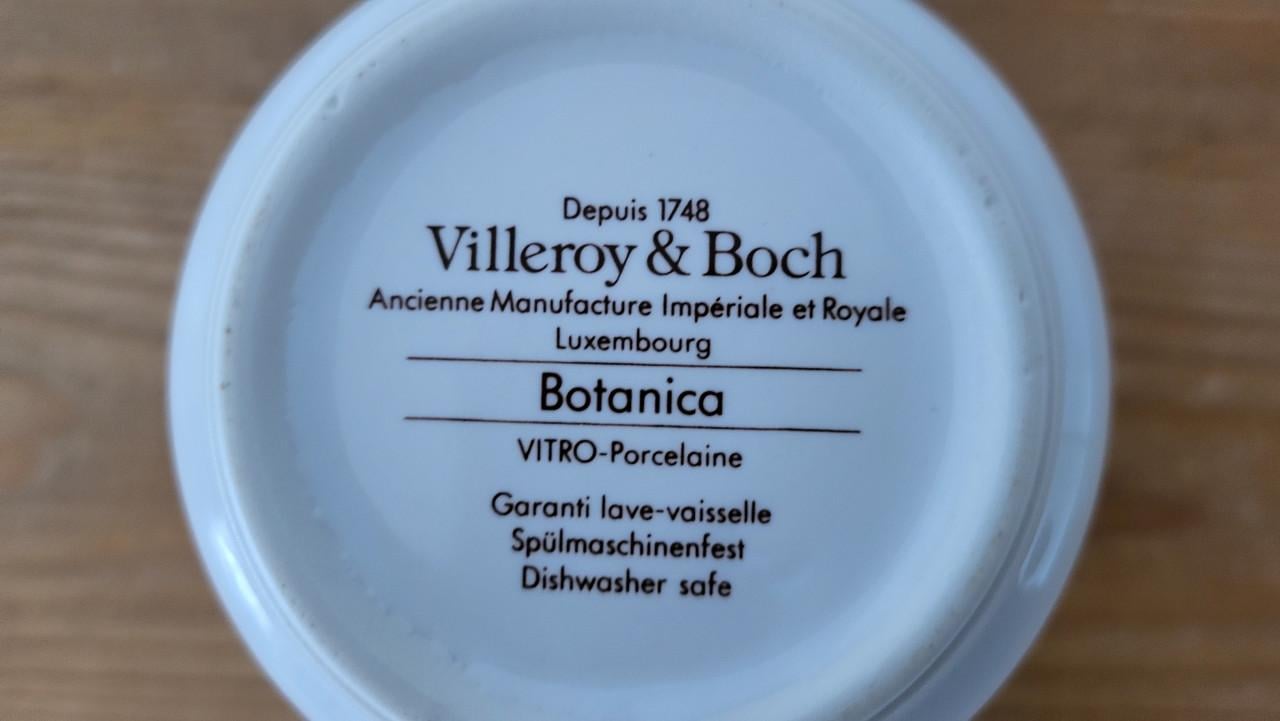 Depuis 1748
Villeroy & Boch
Ancienne Manufacture Impériale et Royale
Luxembourg
Botanica
VITRO-Porcelaine
Garanti lave-vaisselle
Spülmaschinenfest
Dishwasher safe